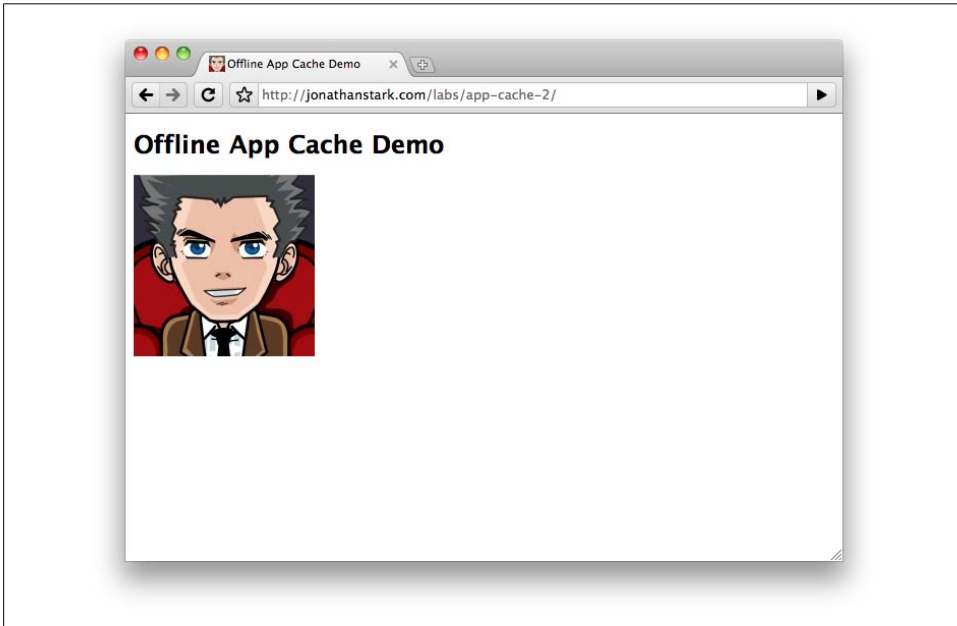 Offline App Cache Demo
http://jonathanstark.com/labs/app-cache-2/
Offline App Cache Demo